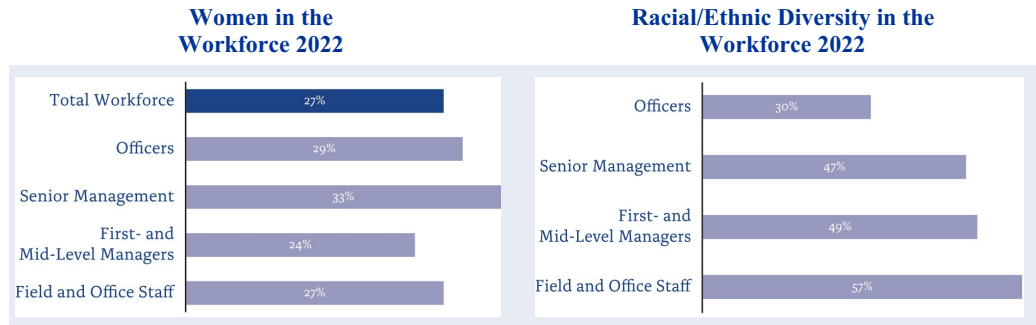 Women in the
Workforce 2022
Total Workforce
27%
Officers
29%
Senior Management
33%
First- and
Mid-Level Managers
24%
Field and Office Staff
27%
Racial/Ethnic Diversity in the
Workforce 2022
Officers
30%
Senior Management
47%
First- and
Mid-Level Managers
49%
Field and Office Staff
57%